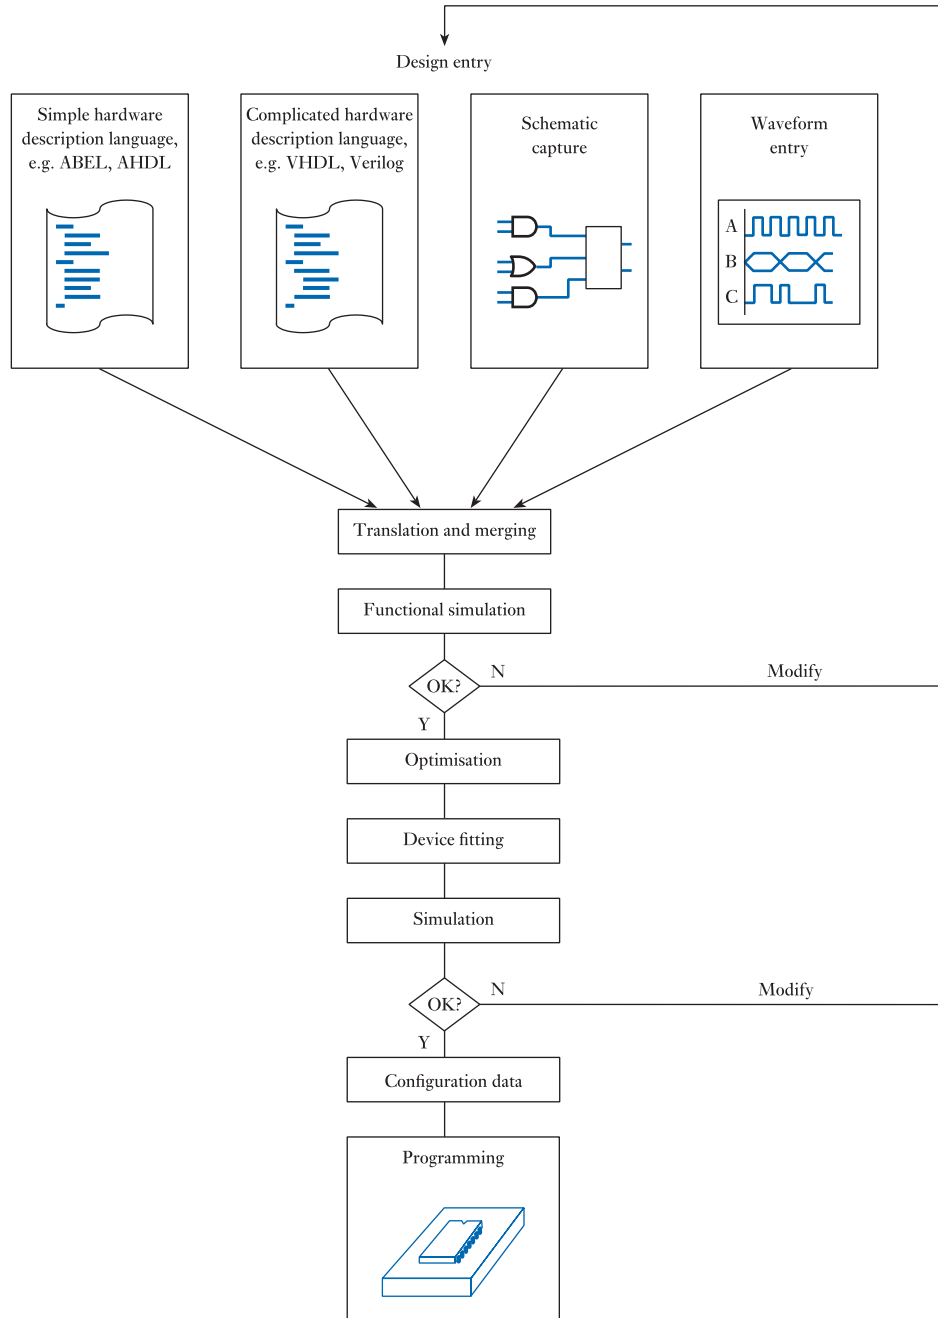 Design entry
Simple hardware
description language,
e.g. ABEL, AHDL
Complicated hardware
description language,
e.g. VHDL, Verilog
Schematic
capture
Waveform
entry
A
B
C
Translation and merging
Functional simulation
OK?
N
Modify
Y
Optimisation
Device fitting
Simulation
OK?
N
Modify
Y
Configuration data
Programming